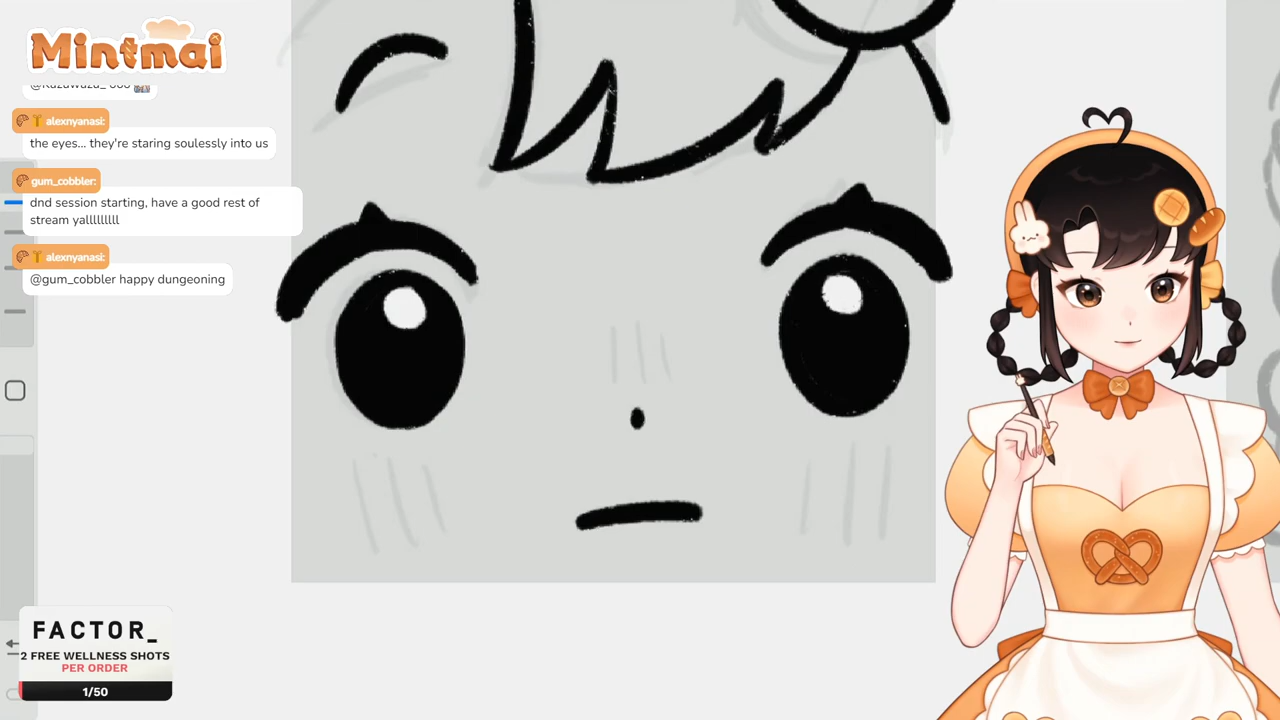 Mintmai
alexnyanasi:
the eyes... they're staring soulessly into us
gum_cobbler:
dnd session starting, have a good rest of
stream yalllllllll
alexnyanasi:
@gum_cobbler happy dungeoning
FACTOR_
2 FREE WELLNESS SHOTS
PER ORDER
1/50